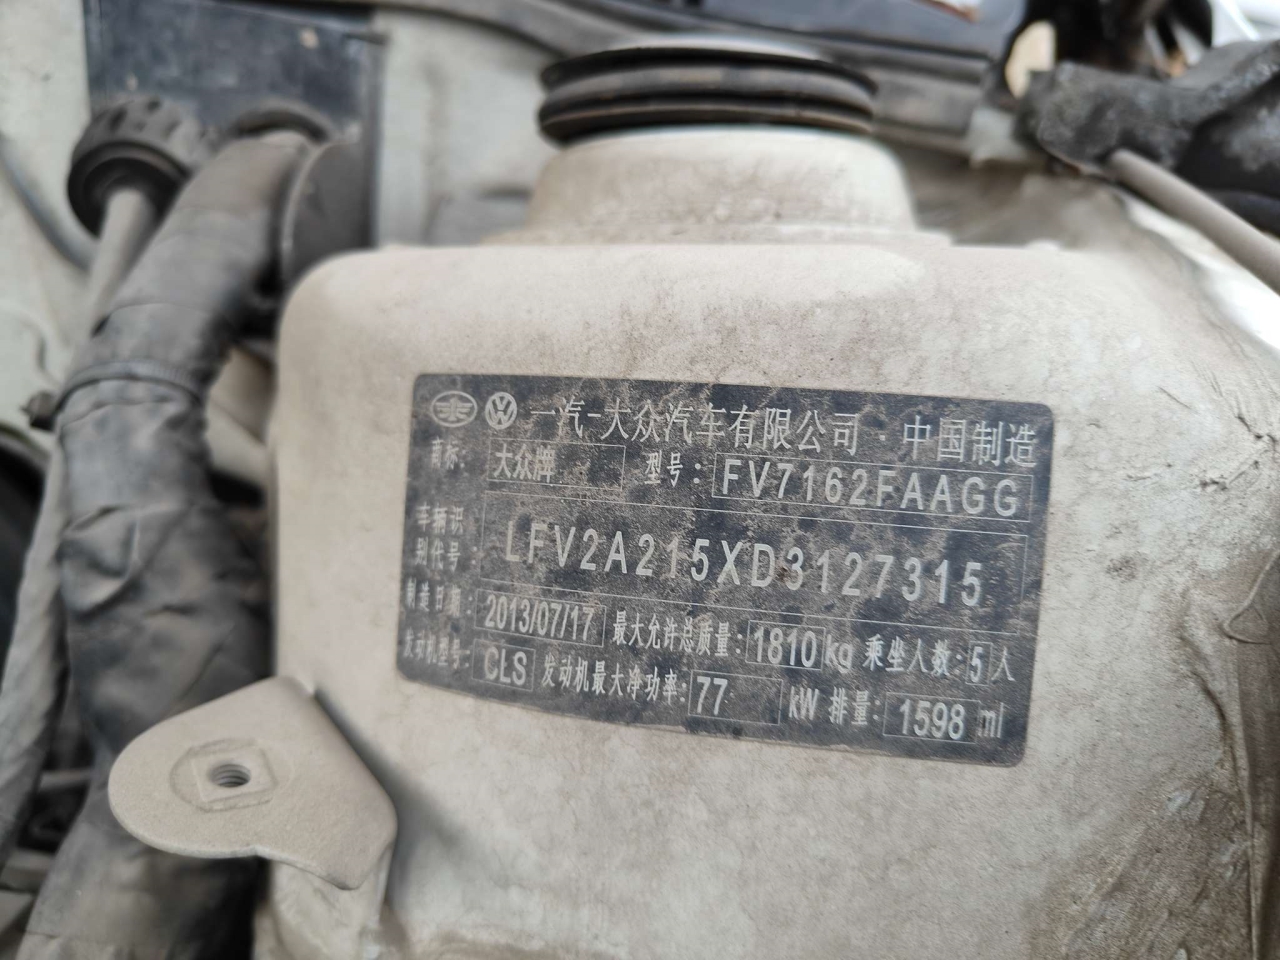 一汽-大众汽车有限公司·中国制造
商标: 大众牌 型号: FV7162FAAGG
车辆识别代号: LFV2A215XD3127315
制造日期: 2013/07/17 最大允许总质量: 1810 kg 乘坐人数: 5 人
发动机型号: CLS 发动机最大净功率: 77 kW 排量: 1598 ml